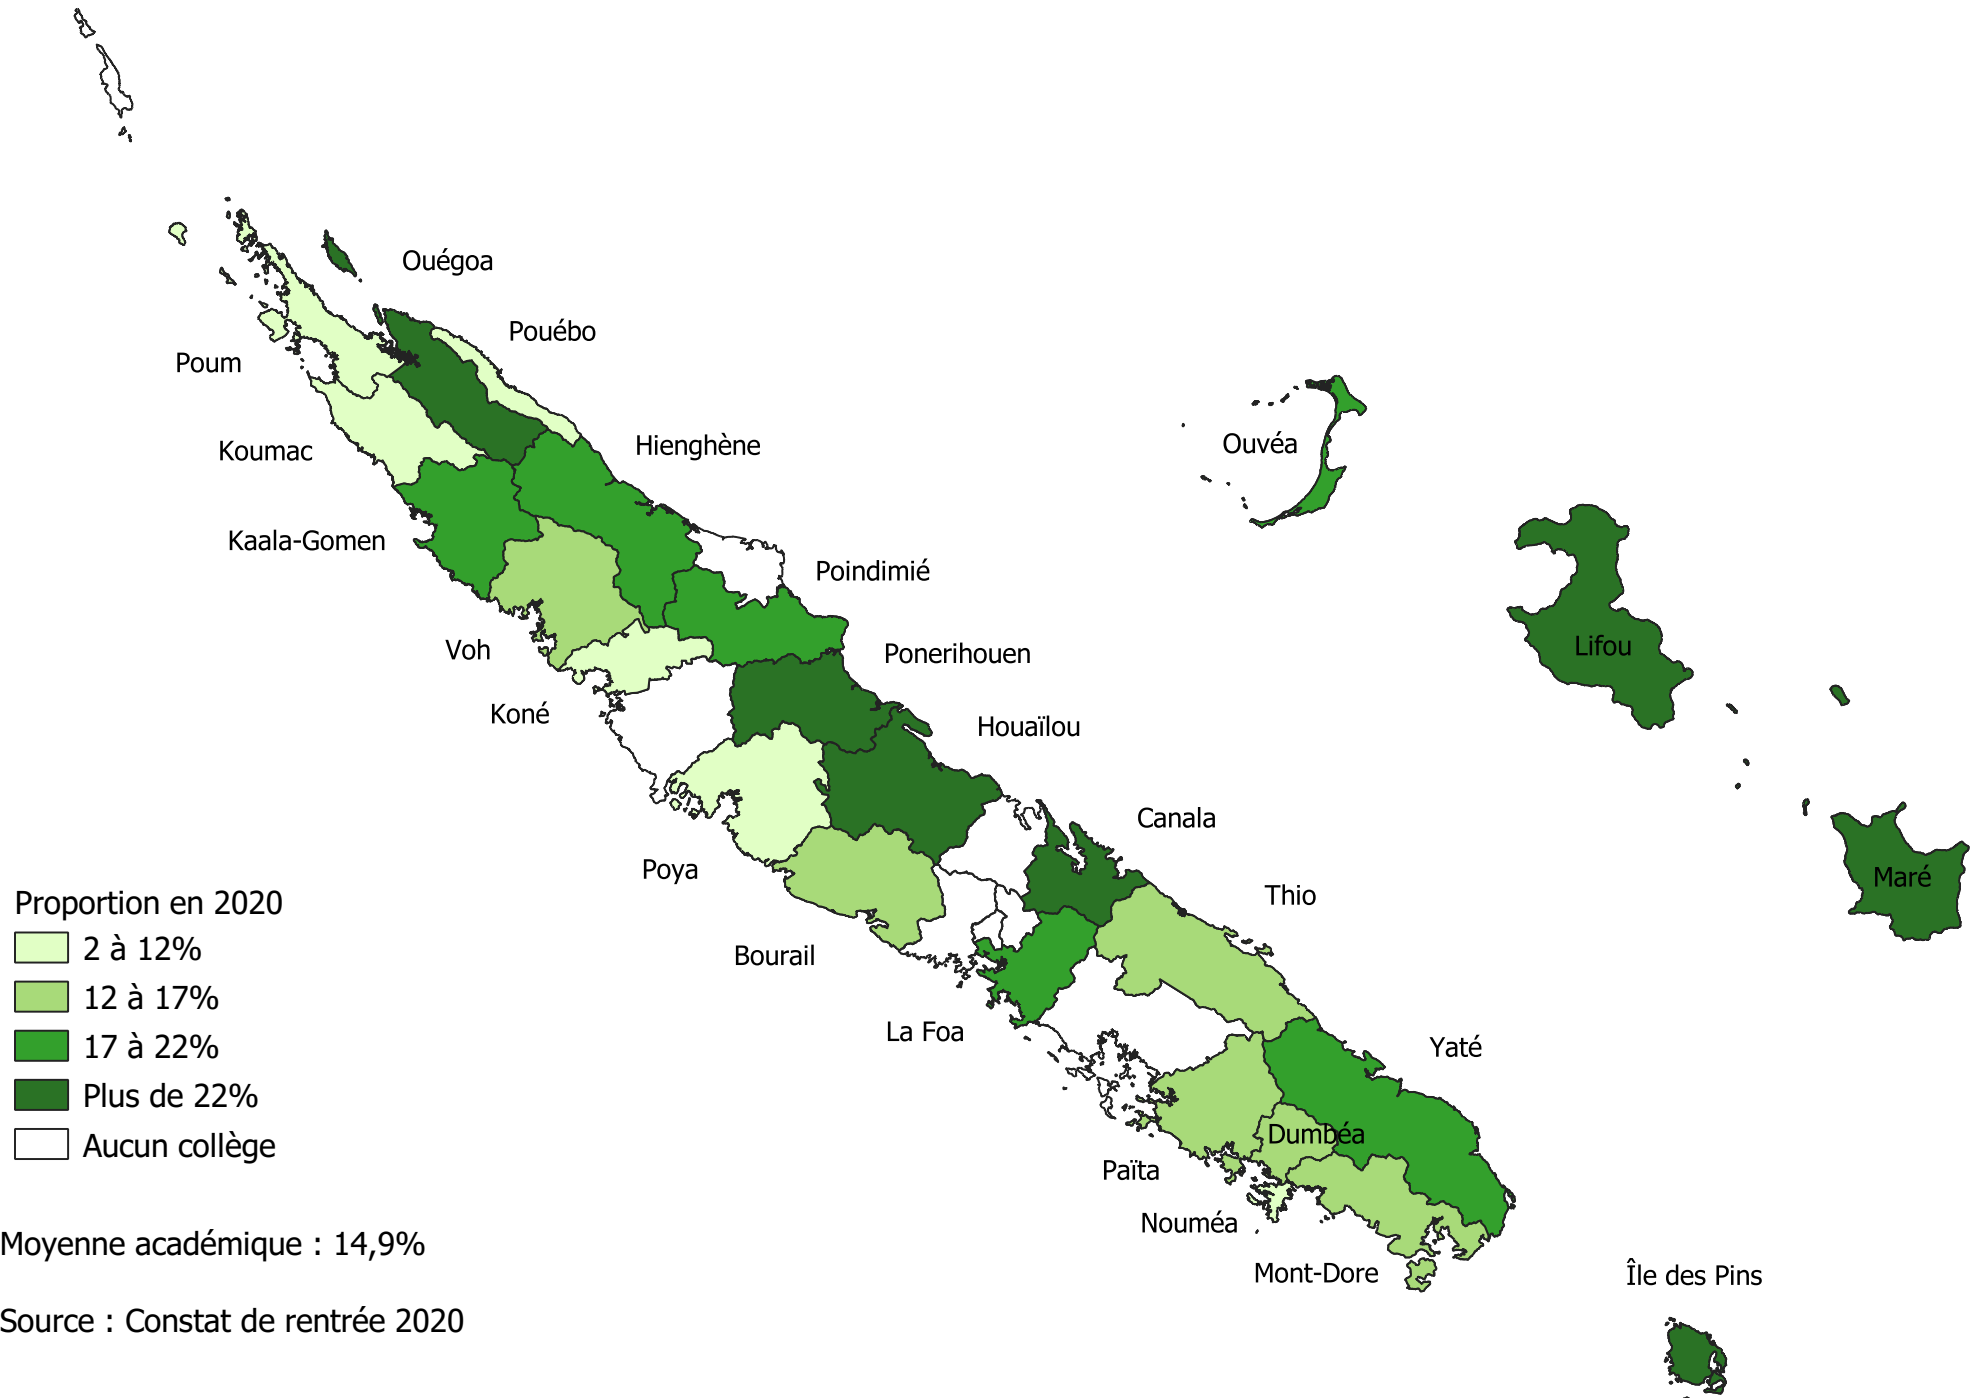 Ouégoa
Pouébo
Poum
Hienghène
Ouvéa
Koumac
Kaala-Gomen
Poindimié
Lifou
Voh
Ponerihouen
Koné
Houaïlou
Canala
Poya
Maré
Thio
Proportion en 2020
2 à 12%
Bourail
12 à 17%
La Foa
17 à 22%
Yaté
Plus de 22%
Dumbéa
Aucun collège
Païta
Nouméa
Moyenne académique : 14,9%
Mont-Dore
Île des Pins
Source : Constat de rentrée 2020